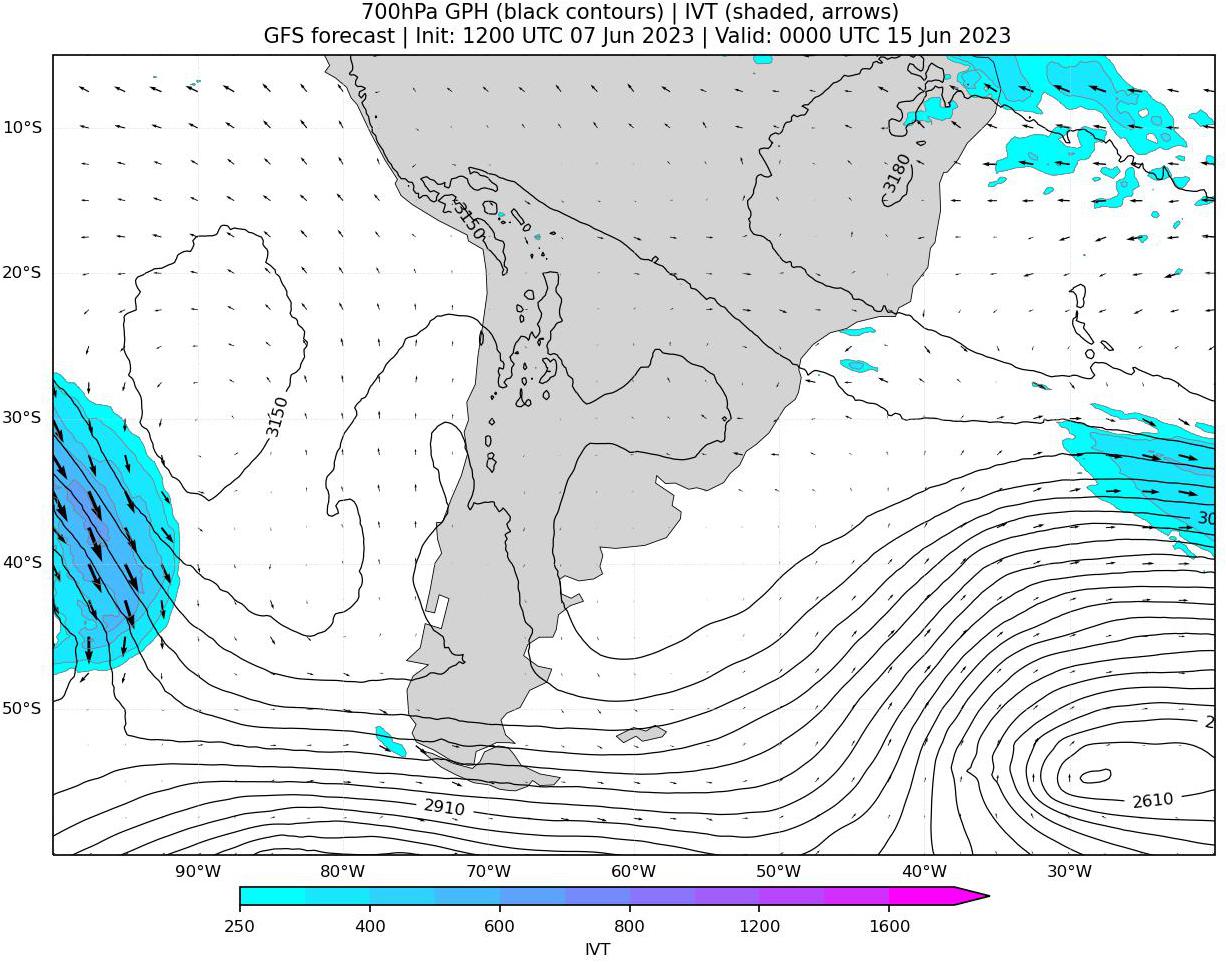 700hPa GPH (black contours) | IVT (shaded, arrows)
GFS forecast | Init: 1200 UTC 07 Jun 2023 | Valid: 0000 UTC 15 Jun 2023
10°S
3180
3150
20°S
3150
30°S
30
40°S
50°S
2
2910
2610
90°W 80°W 70°W 60°W 50°W 40°W 30°W
250 400 600 800 1200 1600
IVT